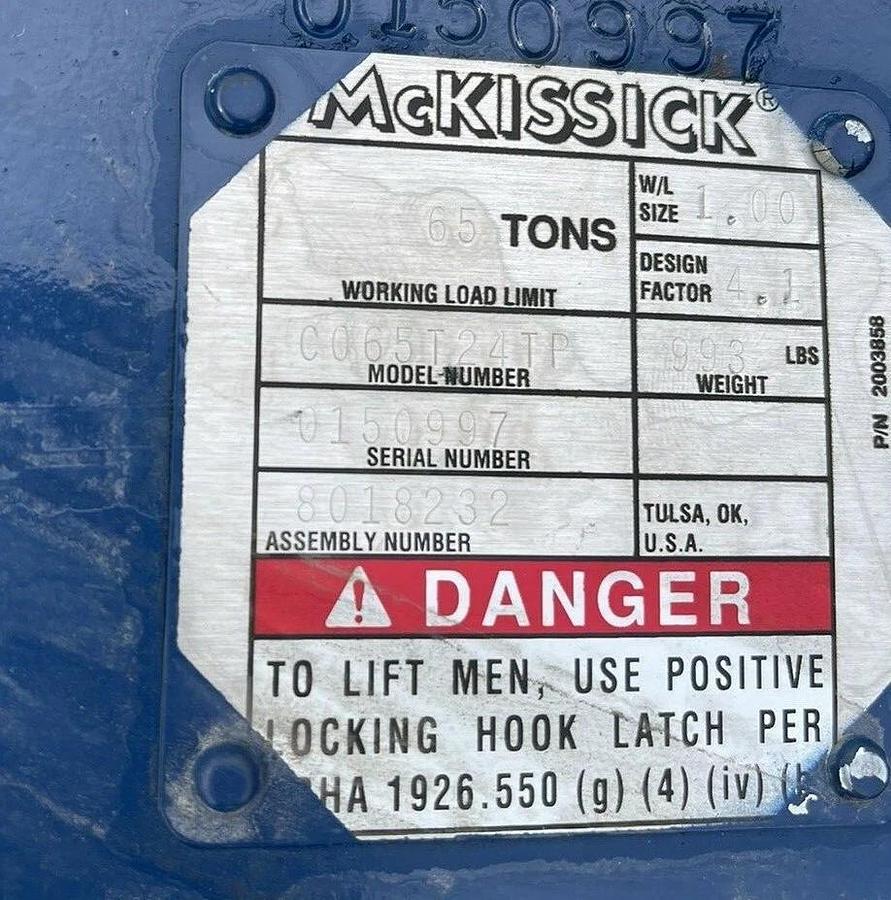 0150997
McKISSICK®
65 TONS
WORKING LOAD LIMIT
W/L
SIZE 1.00
DESIGN
FACTOR 4.1
C065T24TP
MODEL NUMBER
993 LBS
WEIGHT
0150997
SERIAL NUMBER
8018232
ASSEMBLY NUMBER
TULSA, OK,
U.S.A.
P/N 2003858
DANGER
TO LIFT MEN, USE POSITIVE
LOCKING HOOK LATCH PER
HA 1926.550 (g) (4) (iv)